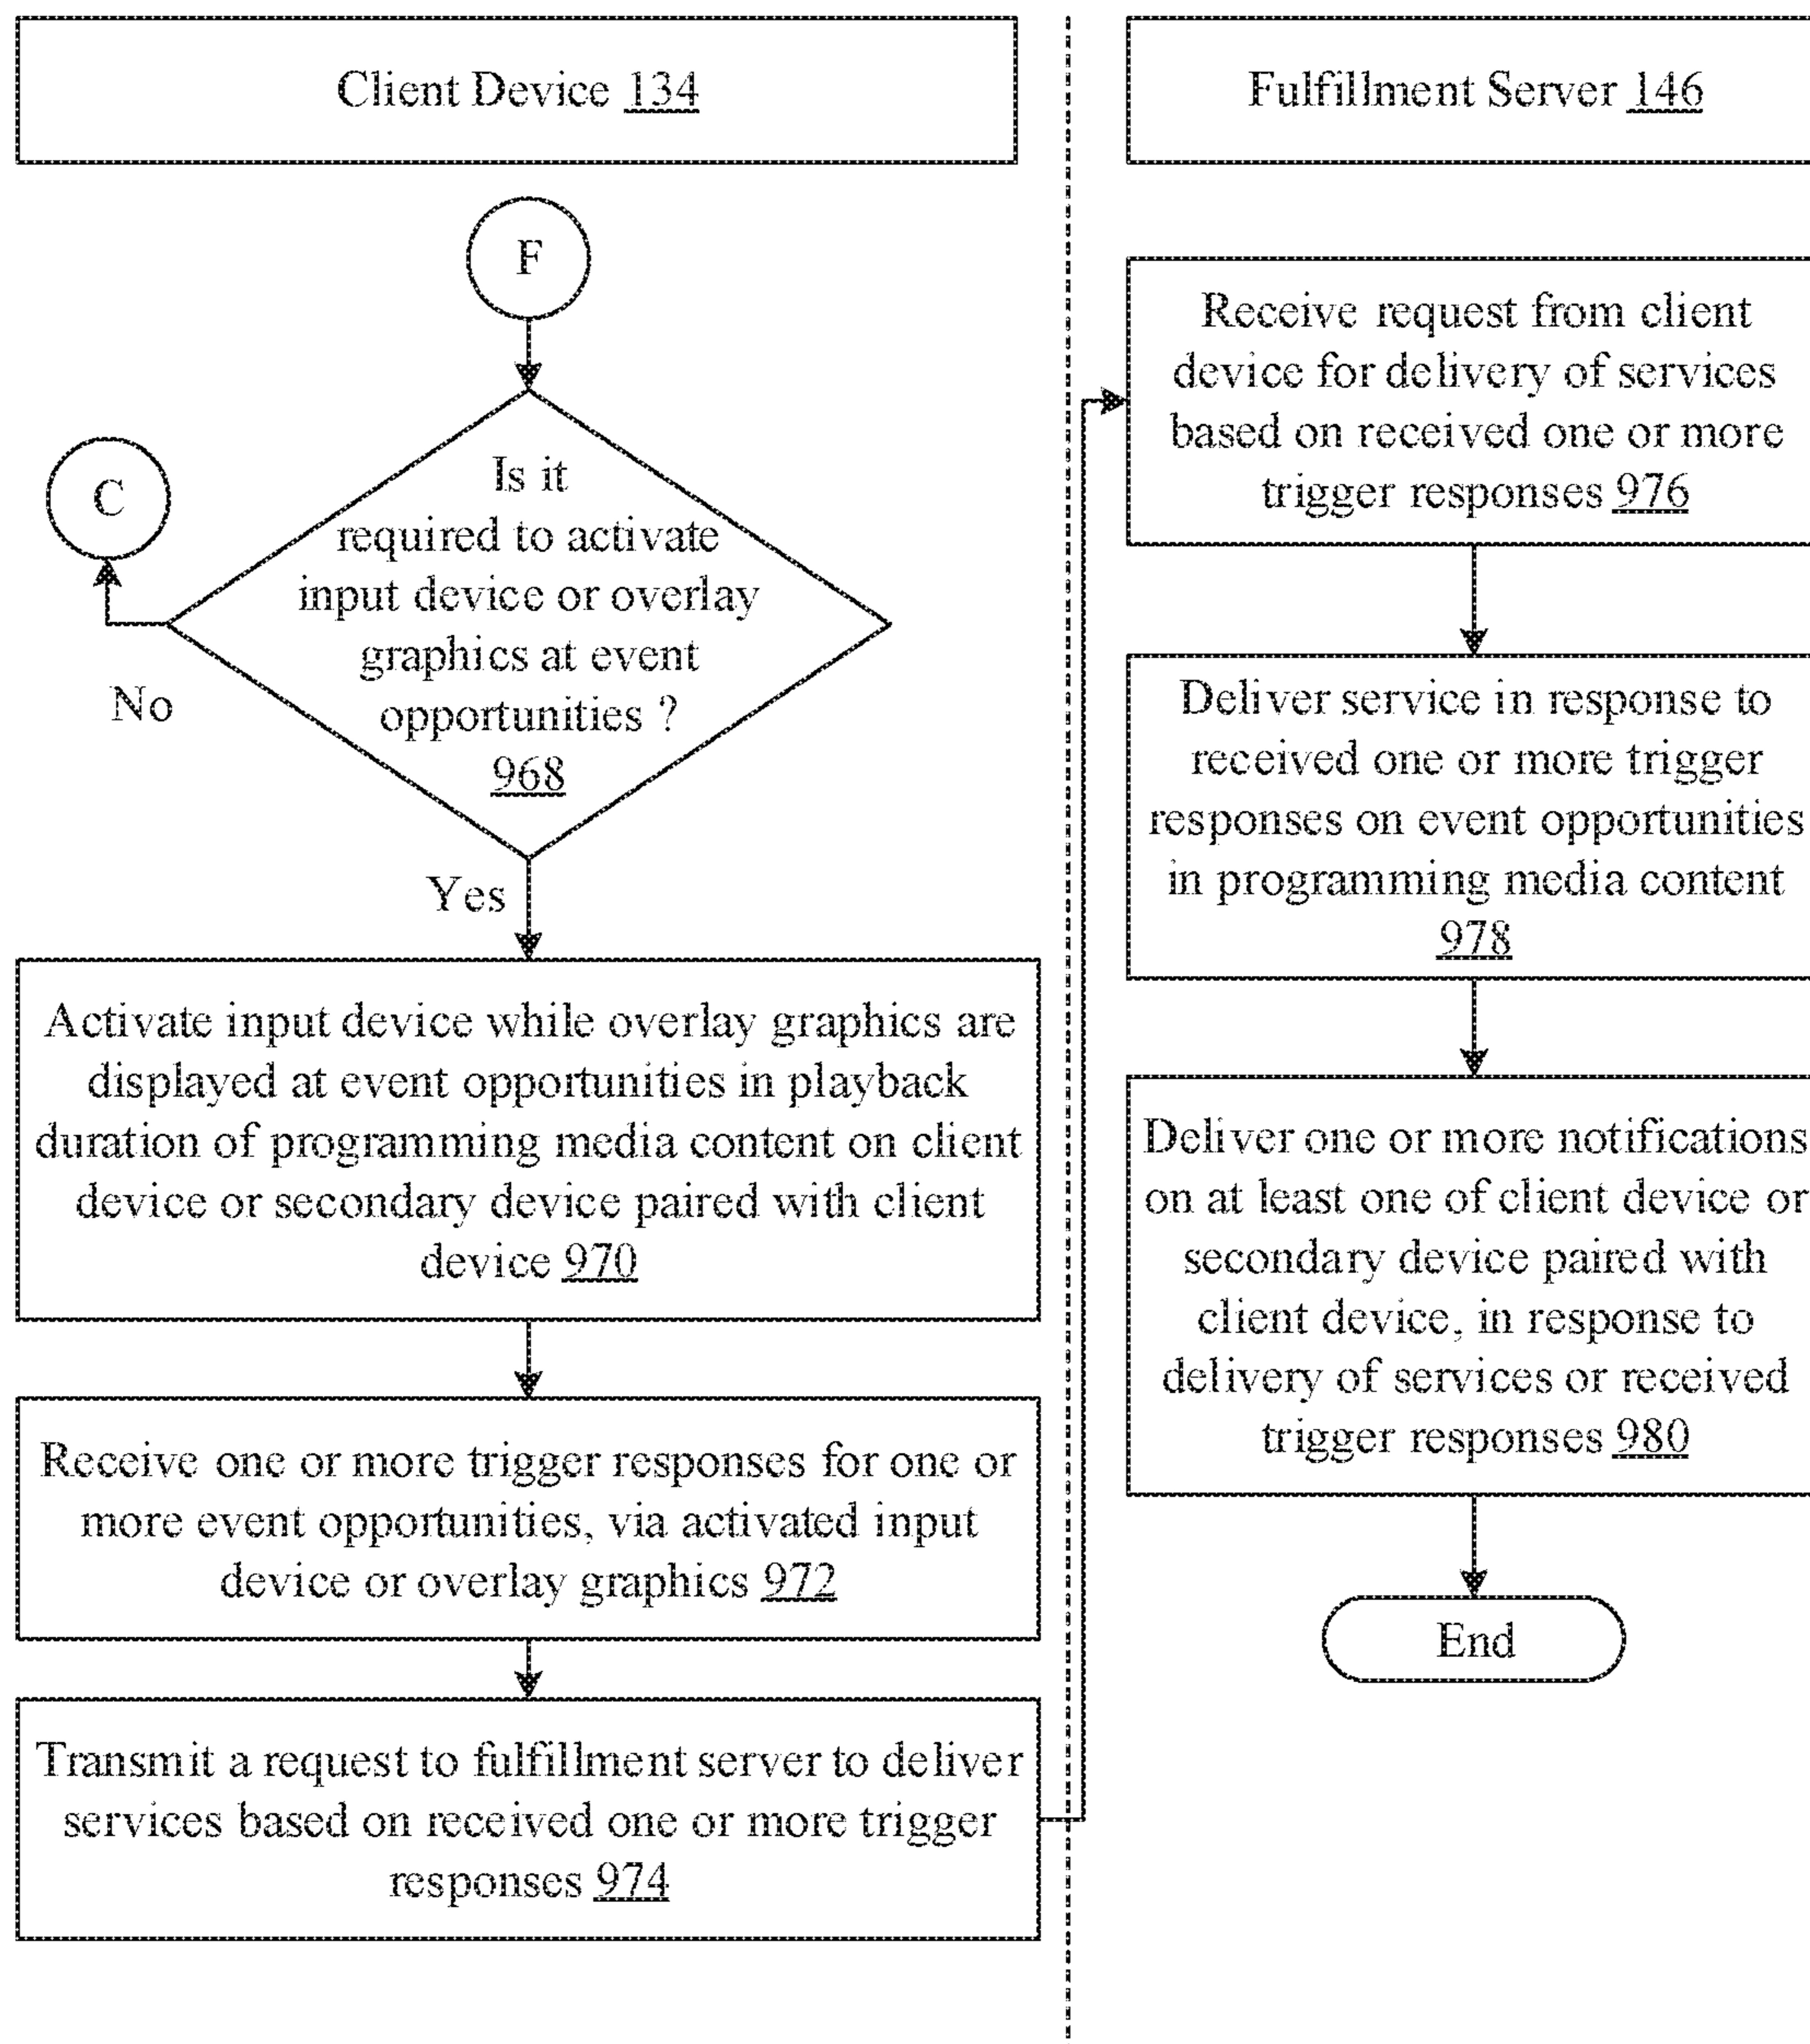 Client Device 134
F
C
Is it
required to activate
input device or overlay
graphics at event
opportunities ?
968
No
Yes
Activate input device while overlay graphics are
displayed at event opportunities in playback
duration of programming media content on client
device or secondary device paired with client
device 970
Receive one or more trigger responses for one or
more event opportunities, via activated input
device or overlay graphics 972
Transmit a request to fulfillment server to deliver
services based on received one or more trigger
responses 974
Fulfillment Server 146
Receive request from client
device for delivery of services
based on received one or more
trigger responses 976
Deliver service in response to
received one or more trigger
responses on event opportunities
in programming media content
978
Deliver one or more notifications
on at least one of client device or
secondary device paired with
client device, in response to
delivery of services or received
trigger responses 980
End